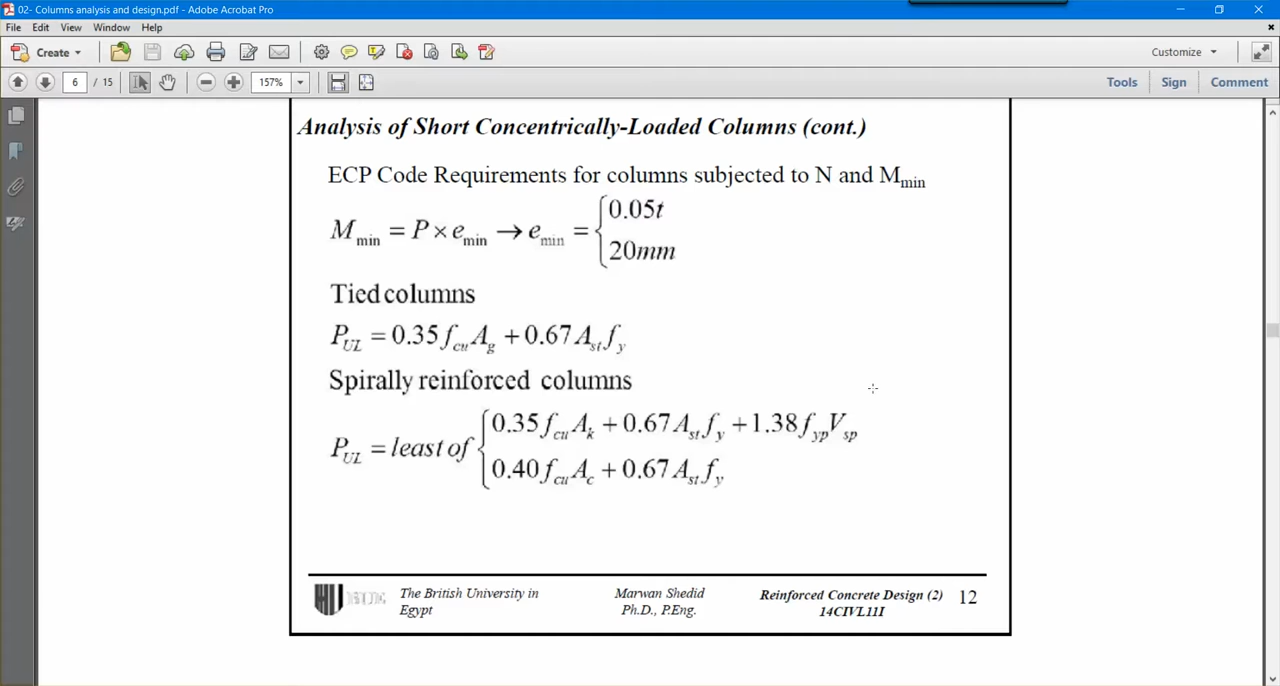 02- Columns analysis and design.pdf - Adobe Acrobat Pro
File Edit View Window Help
Create Customize
6 / 15 157% Tools Sign Comment
Analysis of Short Concentrically-Loaded Columns (cont.)
ECP Code Requirements for columns subjected to N and M_min
M_min = P × e_min → e_min = { 0.05t
20mm
Tied columns
P_UL = 0.35 f_cu A_g + 0.67 A_st f_y
Spirally reinforced columns
P_UL = least of { 0.35 f_cu A_k + 0.67 A_st f_y + 1.38 f_yp V_sp
0.40 f_cu A_c + 0.67 A_st f_y
The British University in Egypt
Marwan Shedid
Ph.D., P.Eng.
Reinforced Concrete Design (2)
14CIVL11I
12